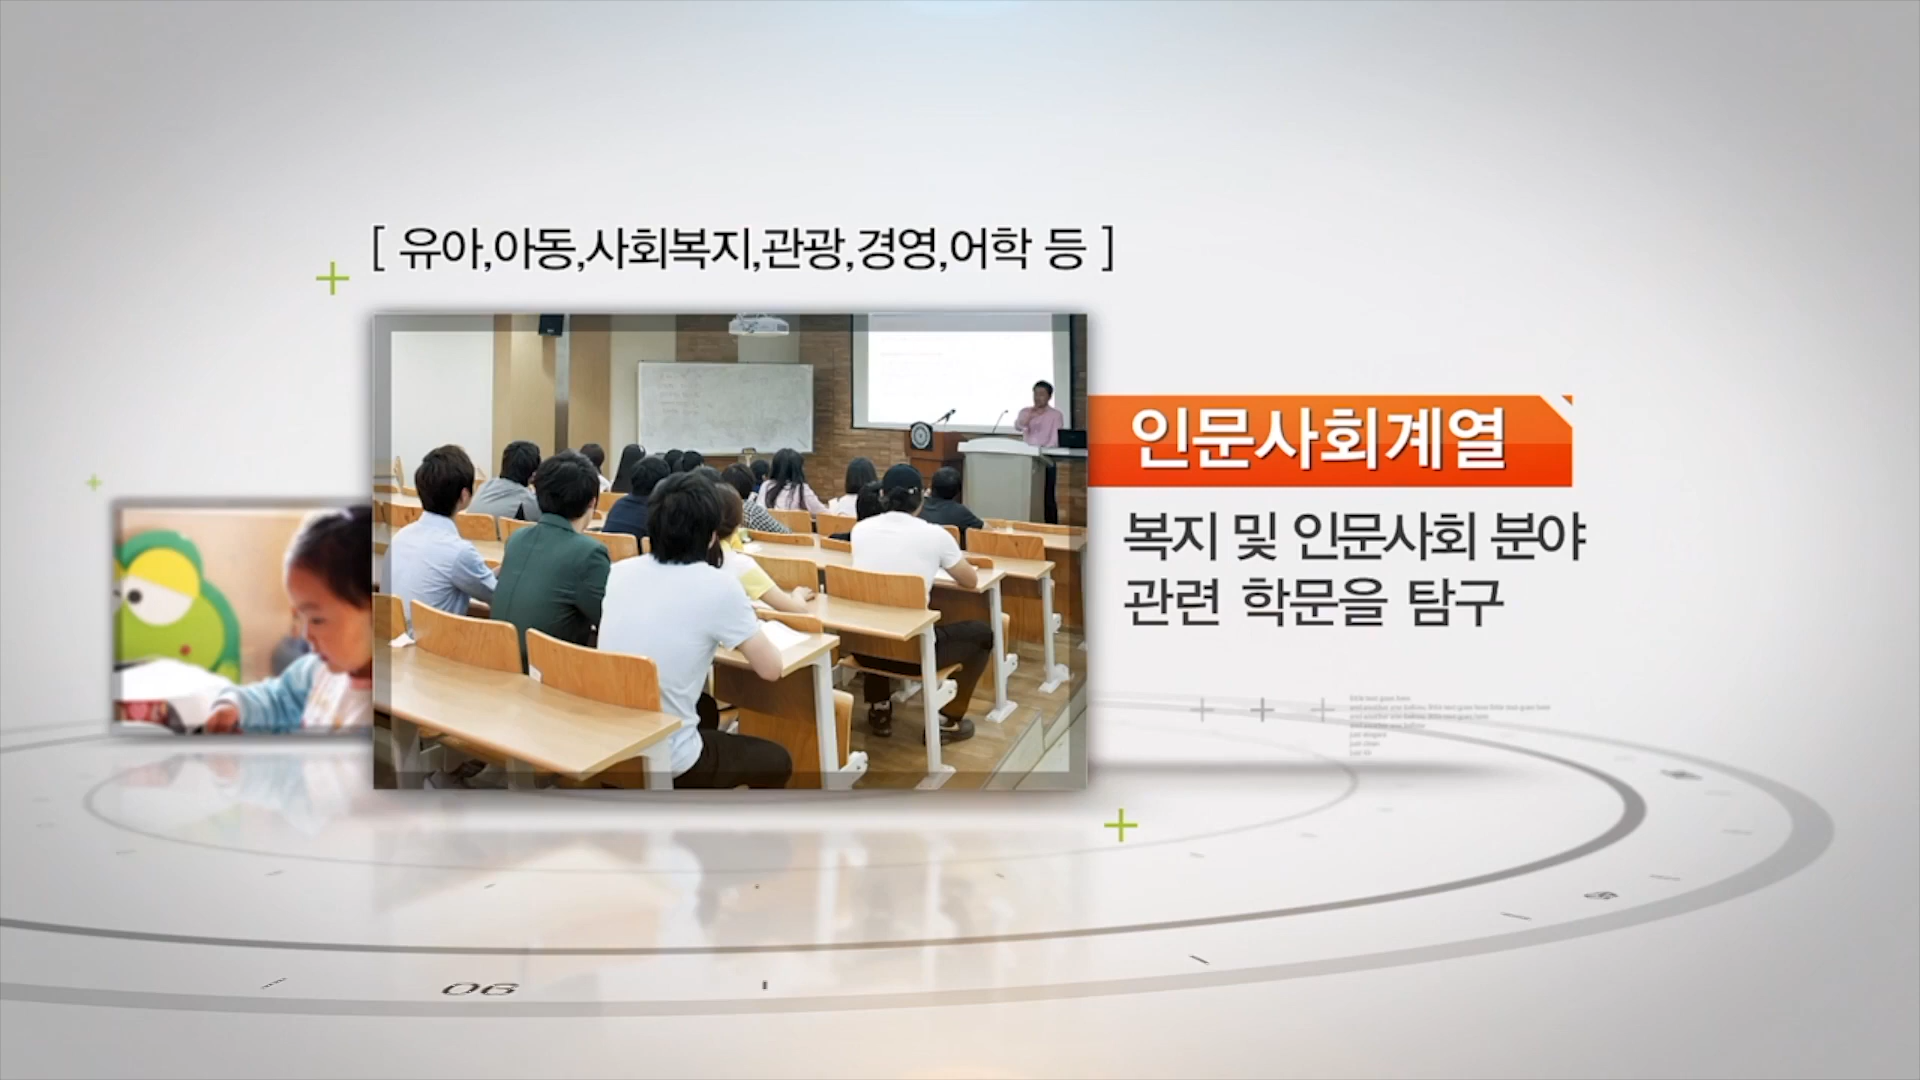 [ 유아,아동,사회복지,관광,경영,어학 등 ]
인문사회계열
복지 및 인문사회 분야
관련 학문을 탐구
06